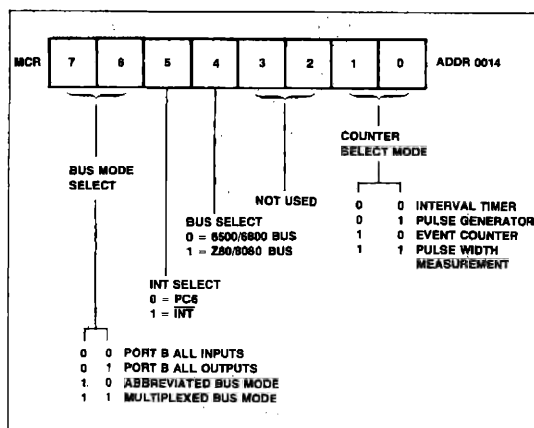 MCR 7 6 5 4 3 2 1 0 ADDR 0014
COUNTER
SELECT MODE
BUS MODE
SELECT
NOT USED
0 0 INTERVAL TIMER
0 1 PULSE GENERATOR
1 0 EVENT COUNTER
1 1 PULSE WIDTH
MEASUREMENT
BUS SELECT
0 = 6500/6800 BUS
1 = Z80/8080 BUS
INT SELECT
0 = PC6
1 = INT
0 0 PORT B ALL INPUTS
0 1 PORT B ALL OUTPUTS
1 0 ABBREVIATED BUS MODE
1 1 MULTIPLEXED BUS MODE